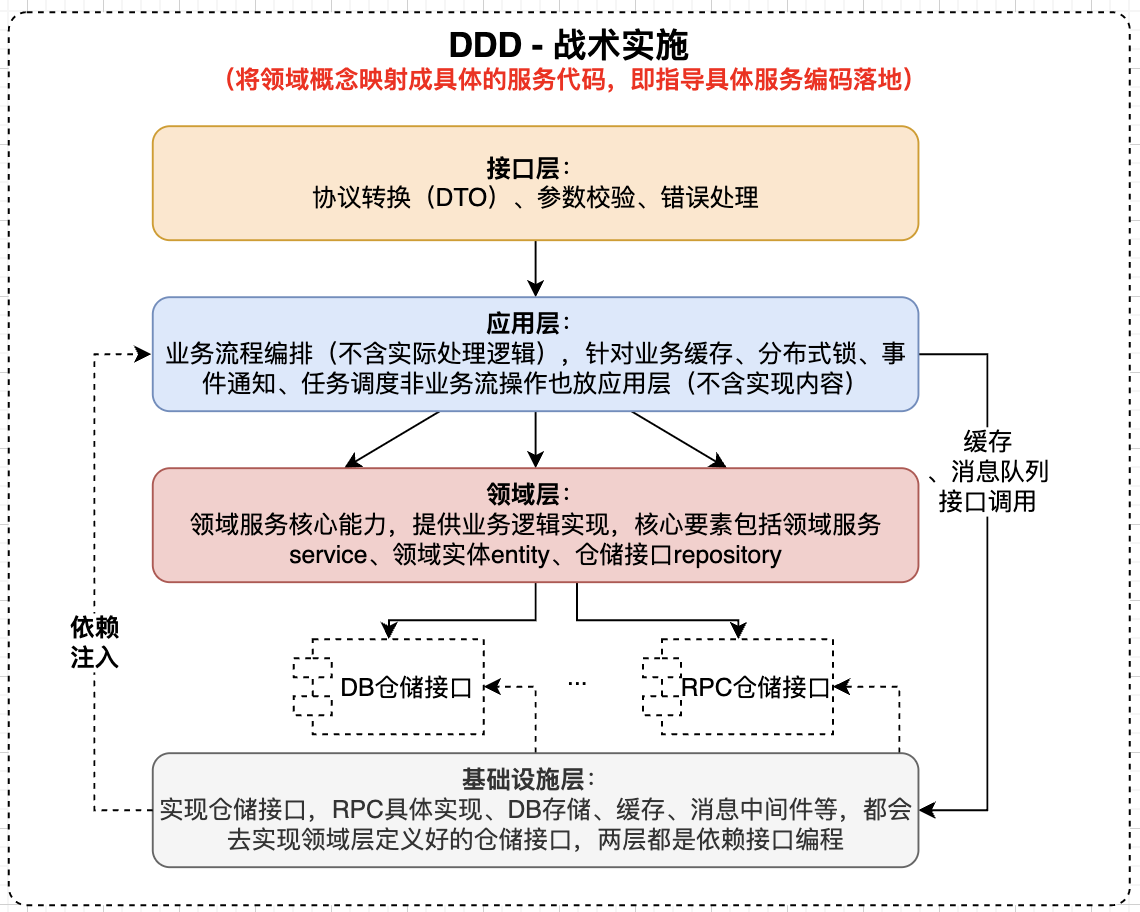 DDD - 战术实施
（将领域概念映射成具体的服务代码，即指导具体服务编码落地）
接口层：
协议转换（DTO）、参数校验、错误处理
应用层：
业务流程编排（不含实际处理逻辑），针对业务缓存、分布式锁、事
件通知、任务调度非业务流操作也放应用层（不含实现内容）
缓存
、消息队列
接口调用
领域层：
领域服务核心能力，提供业务逻辑实现，核心要素包括领域服务
service、领域实体entity、仓储接口repository
依赖
注入
DB仓储接口
...
RPC仓储接口
基础设施层：
实现仓储接口，RPC具体实现、DB存储、缓存、消息中间件等，都会
去实现领域层定义好的仓储接口，两层都是依赖接口编程